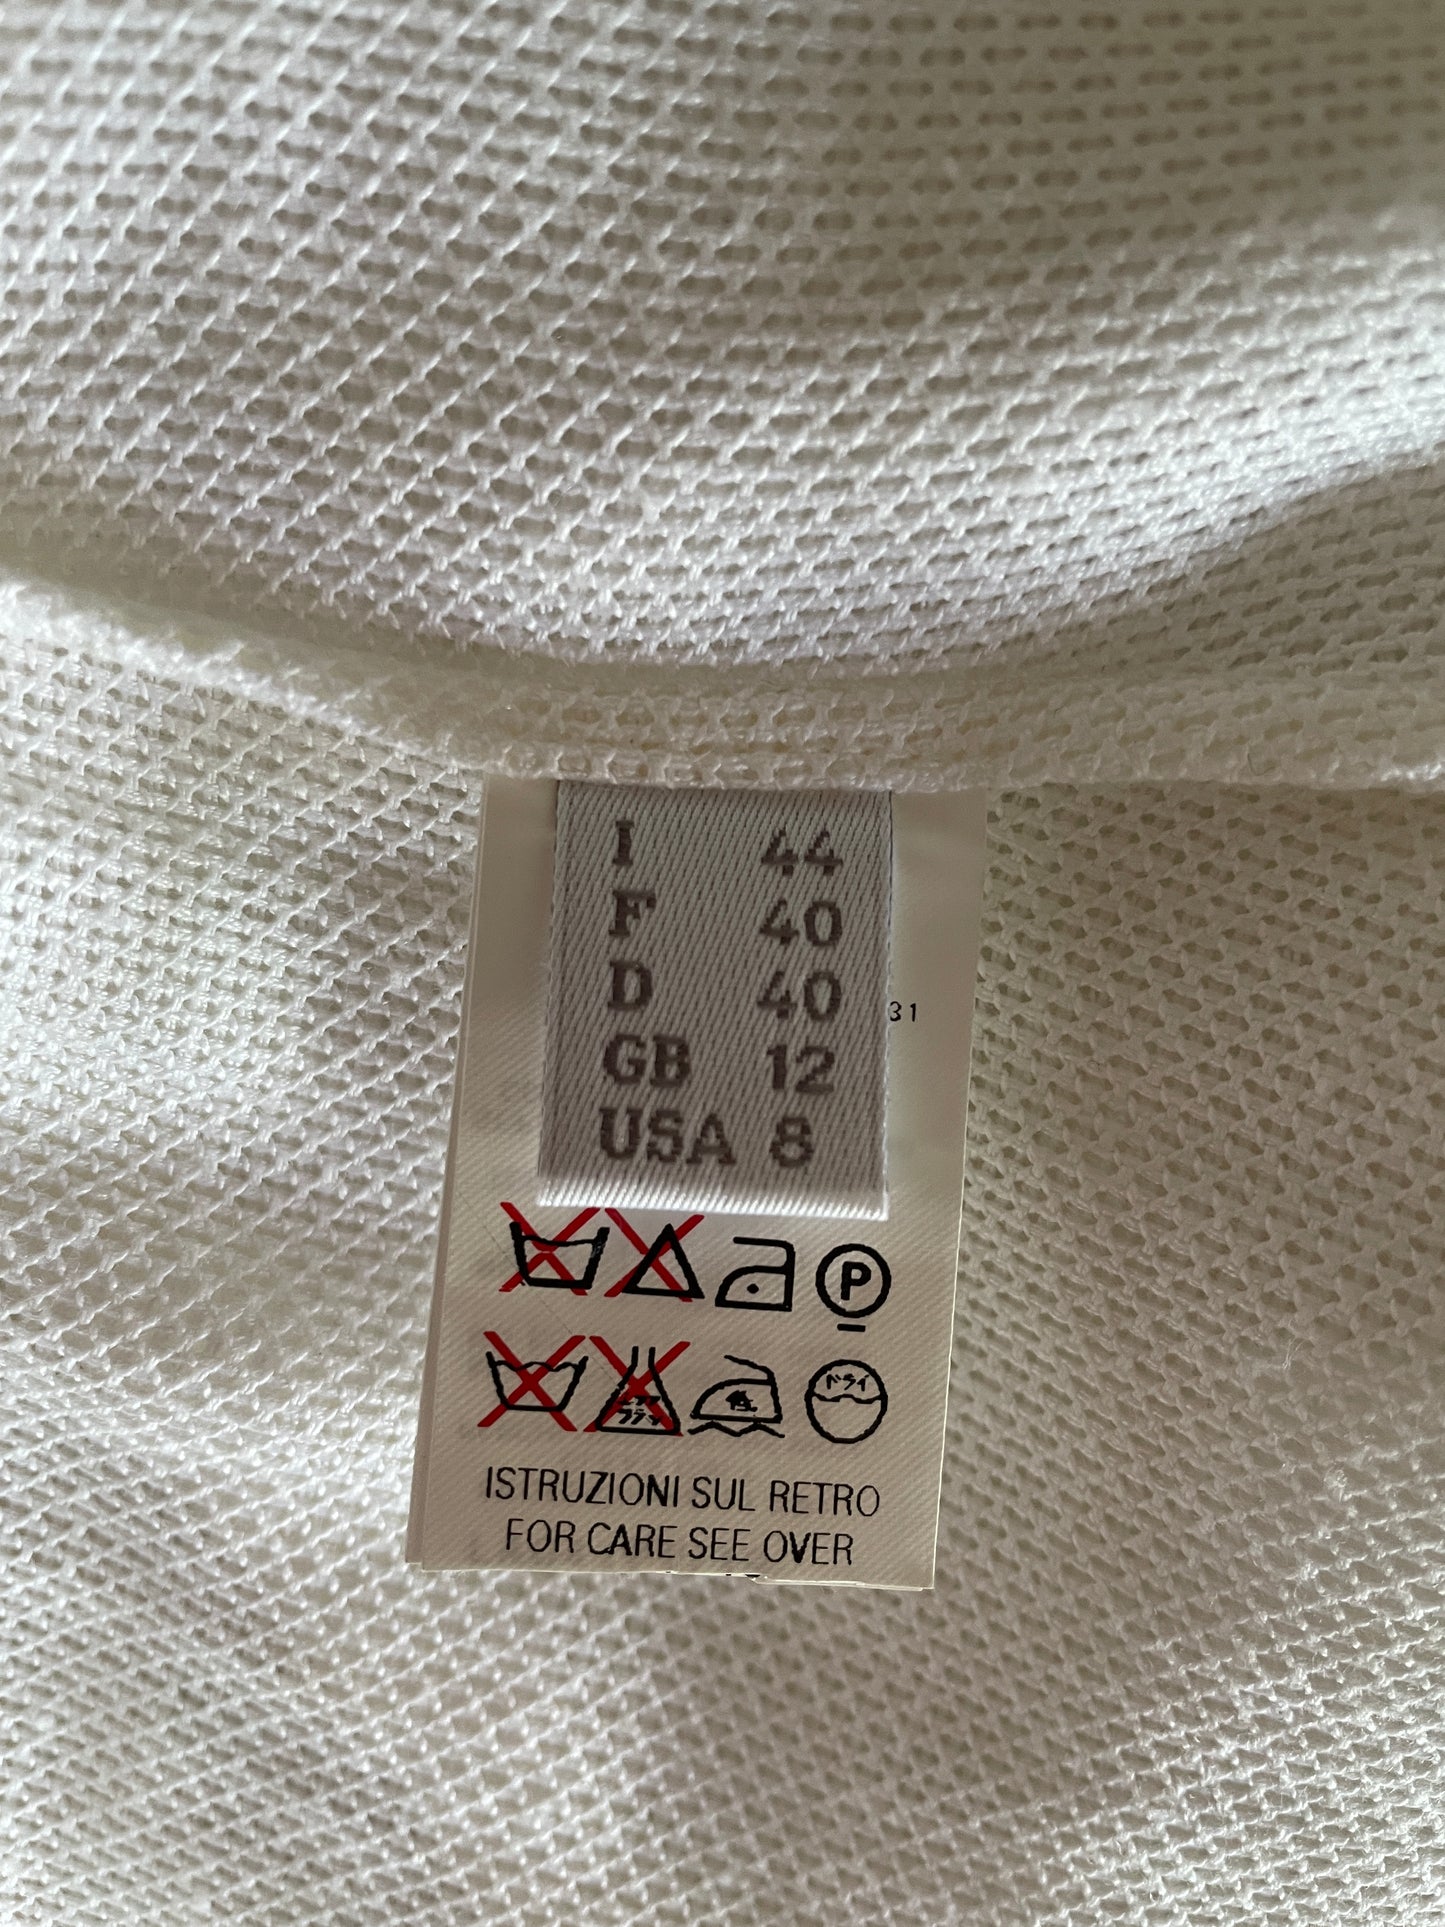 I 44
F 40
D 40
31
GB 12
USA 8
P
ドライ
ISTRUZIONI SUL RETRO
FOR CARE SEE OVER